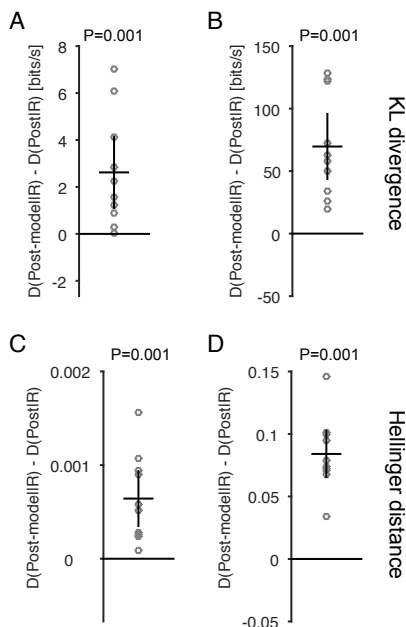 A
P=0.001
D(Post-modelIR) - D(PostIR) [bits/s]
8
6
4
2
0
-2
B
P=0.001
D(Post-modelIR) - D(PostIR) [bits/s]
150
100
50
0
-50
KL divergence
C
P=0.001
D(Post-modelIR) - D(PostIR)
0.002
0.001
0
D
P=0.001
D(Post-modelIR) - D(PostIR)
0.15
0.1
0.05
0
-0.05
Hellinger distance